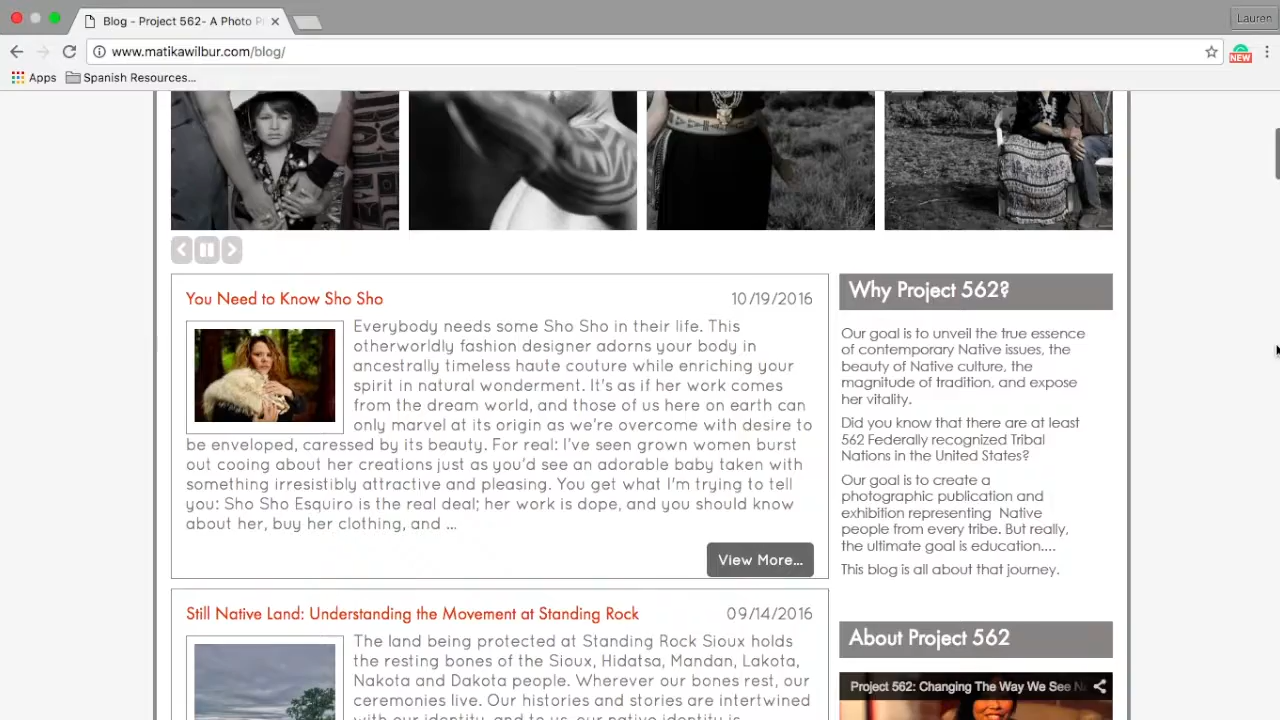 Blog - Project 562- A Photo Pr
Lauren
www.matikawilbur.com/blog/
NEW
Apps
Spanish Resources...
You Need to Know Sho Sho
10/19/2016
Everybody needs some Sho Sho in their life. This
otherworldly fashion designer adorns your body in
ancestrally timeless haute couture while enriching your
spirit in natural wonderment. It's as if her work comes
from the dream world, and those of us here on earth can
only marvel at its origin as we're overcome with desire to
be enveloped, caressed by its beauty. For real: I've seen grown women burst
out cooing about her creations just as you'd see an adorable baby taken with
something irresistibly attractive and pleasing. You get what I'm trying to tell
you: Sho Sho Esquiro is the real deal; her work is dope, and you should know
about her, buy her clothing, and ...
View More...
Still Native Land: Understanding the Movement at Standing Rock
09/14/2016
The land being protected at Standing Rock Sioux holds
the resting bones of the Sioux, Hidatsa, Mandan, Lakota,
Nakota and Dakota people. Wherever our bones rest, our
ceremonies live. Our histories and stories are intertwined
with our identity, and to us, our native identity is
Why Project 562?
Our goal is to unveil the true essence
of contemporary Native issues, the
beauty of Native culture, the
magnitude of tradition, and expose
her vitality.
Did you know that there are at least
562 Federally recognized Tribal
Nations in the United States?
Our goal is to create a
photographic publication and
exhibition representing Native
people from every tribe. But really,
the ultimate goal is education....
This blog is all about that journey.
About Project 562
Project 562: Changing The Way We See N